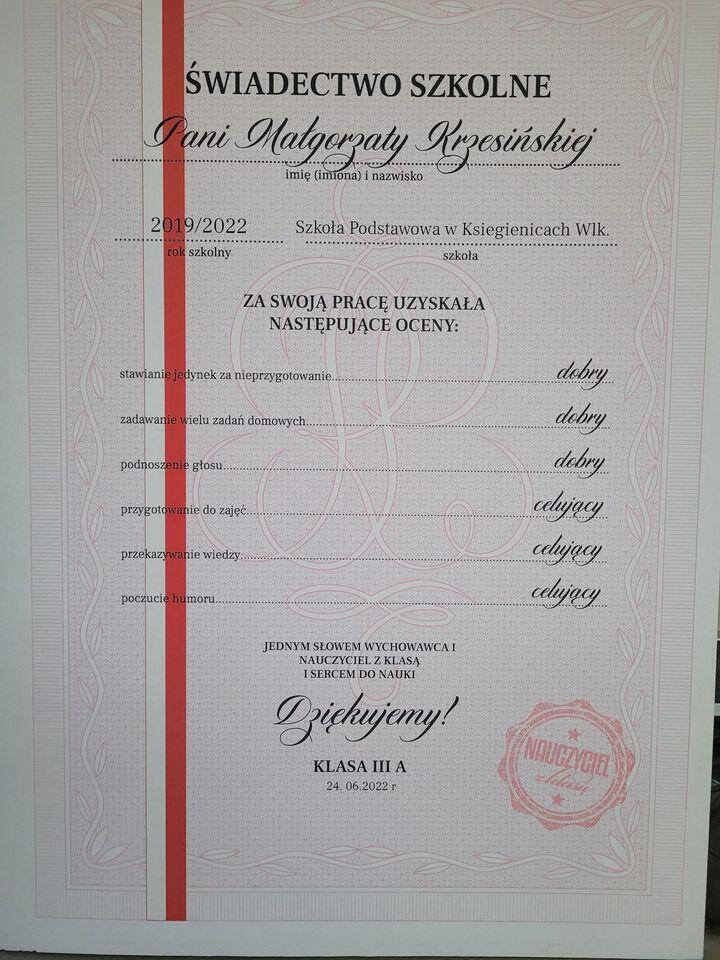 ŚWIADECTWO SZKOLNE
Pani Małgorzaty Krzesińskiej
imię (imiona) i nazwisko
2019/2022 Szkoła Podstawowa w Ksiegienicach Wlk.
rok szkolny szkoła
ZA SWOJĄ PRACĘ UZYSKAŁA
NASTĘPUJĄCE OCENY:
stawianie jedynek za nieprzygotowanie dobry
zadawanie wielu zadań domowych dobry
podnoszenie głosu dobry
przygotowanie do zajęć celujący
przekazywanie wiedzy celujący
poczucie humoru celujący
JEDNYM SŁOWEM WYCHOWAWCA I
NAUCZYCIEL Z KLASĄ
I SERCEM DO NAUKI
Dziękujemy!
KLASA III A
24. 06.2022 r
NAUCZYCIEL
z klasą